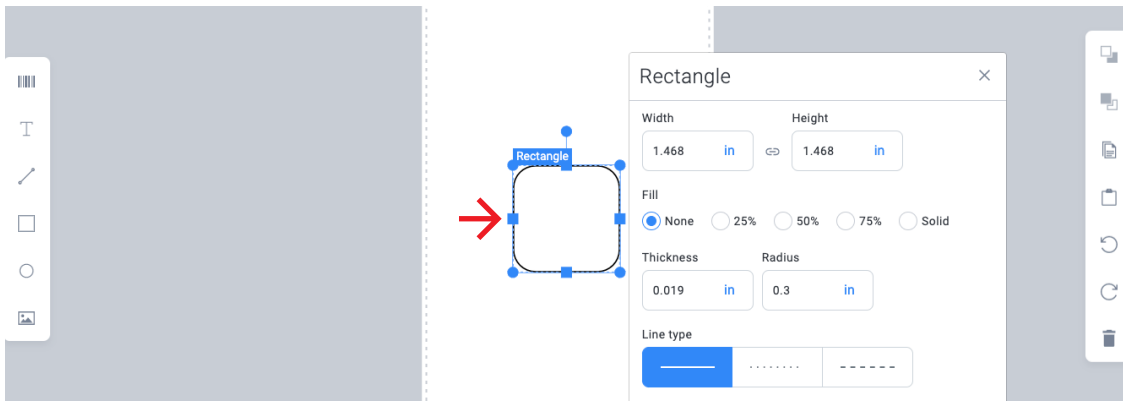 Rectangle
Width Height
1.468 in 1.468 in
Rectangle
Fill
None 25% 50% 75% Solid
Thickness Radius
0.019 in 0.3 in
Line type